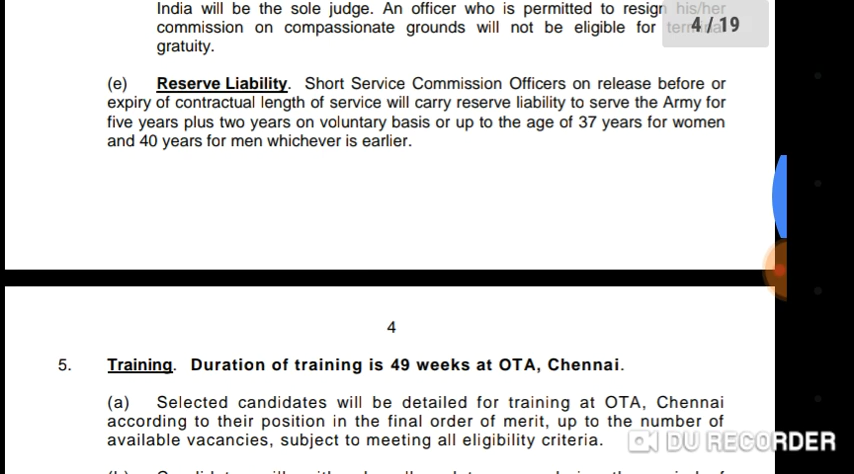 India will be the sole judge. An officer who is permitted to resign his/her
commission on compassionate grounds will not be eligible for terminal
gratuity.
4 / 19
(e) Reserve Liability. Short Service Commission Officers on release before or
expiry of contractual length of service will carry reserve liability to serve the Army for
five years plus two years on voluntary basis or up to the age of 37 years for women
and 40 years for men whichever is earlier.
4
5. Training. Duration of training is 49 weeks at OTA, Chennai.
(a) Selected candidates will be detailed for training at OTA, Chennai
according to their position in the final order of merit, up to the number of
available vacancies, subject to meeting all eligibility criteria.
DU RECORDER